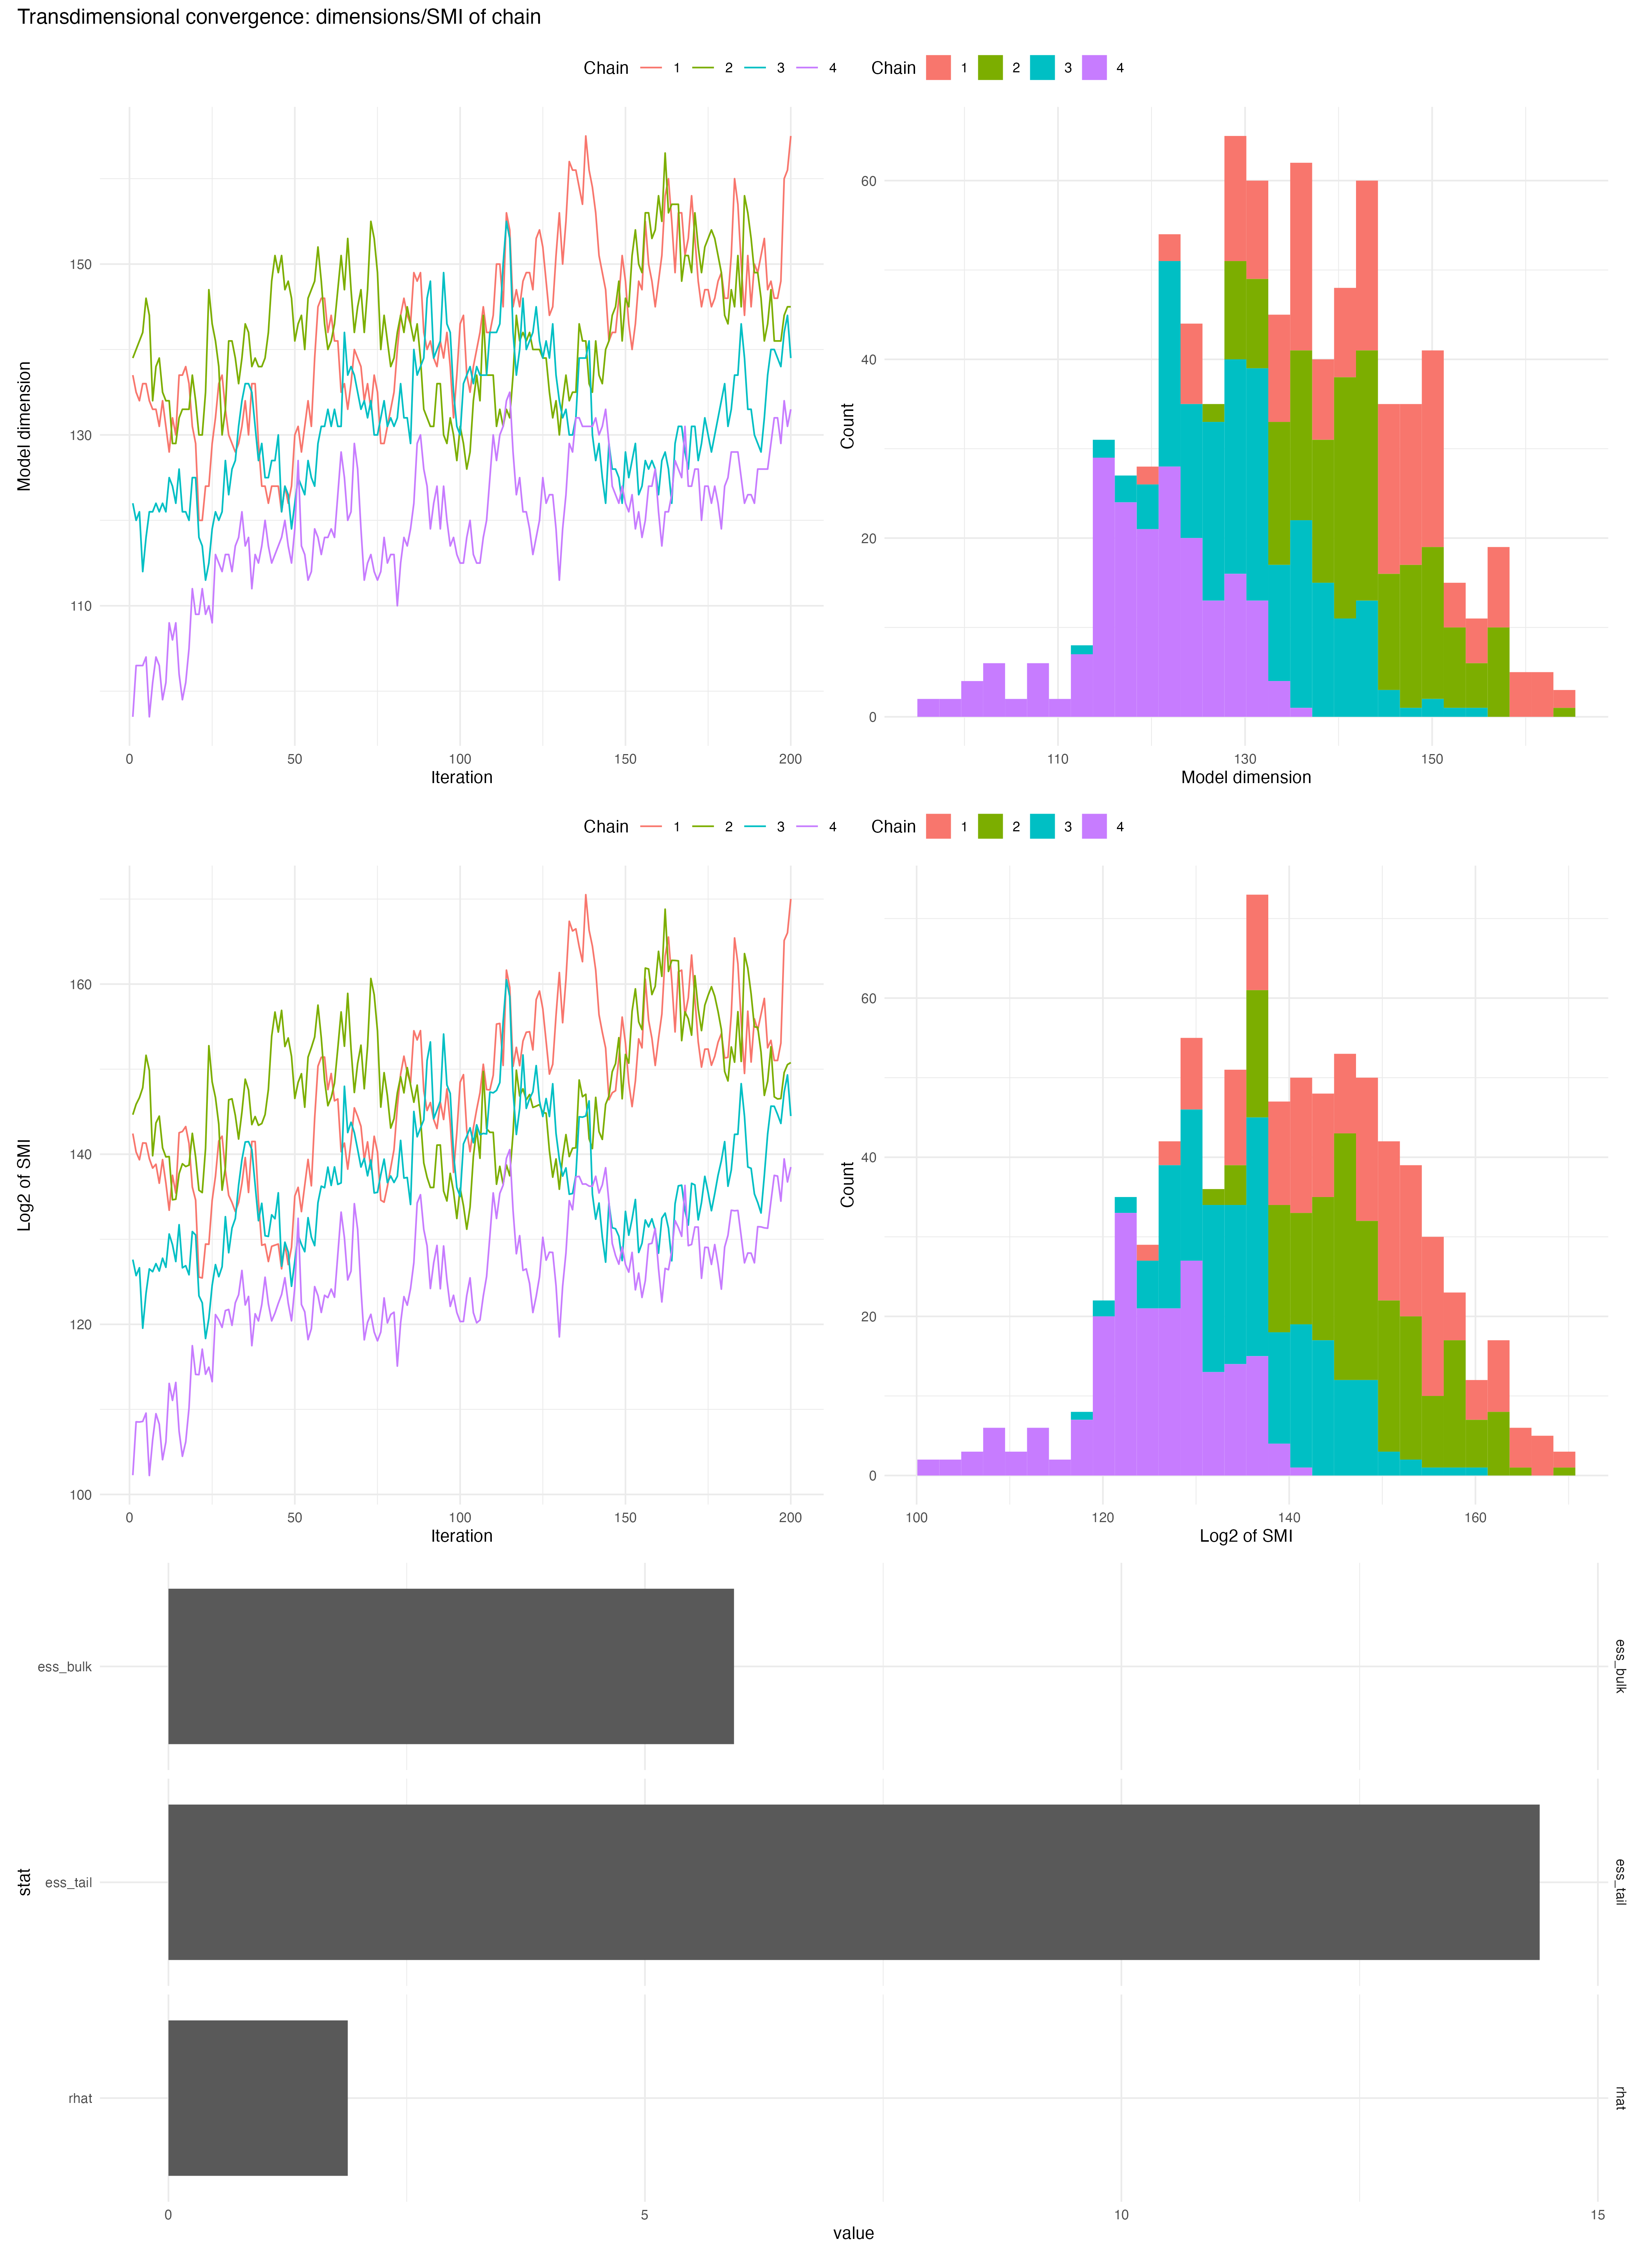 Transdimensional convergence: dimensions/SMI of chain
Chain 1 2 3 4 Chain 1 2 3 4
Model dimension
150
130
110
0 50 100 150 200
Iteration
Count
60
40
20
0
110 130 150
Model dimension
Chain 1 2 3 4 Chain 1 2 3 4
Log2 of SMI
160
140
120
100
0 50 100 150 200
Iteration
Count
60
40
20
0
100 120 140 160
Log2 of SMI
stat
ess_bulk
ess_bulk
ess_tail
ess_tail
rhat
rhat
0 5 10 15
value